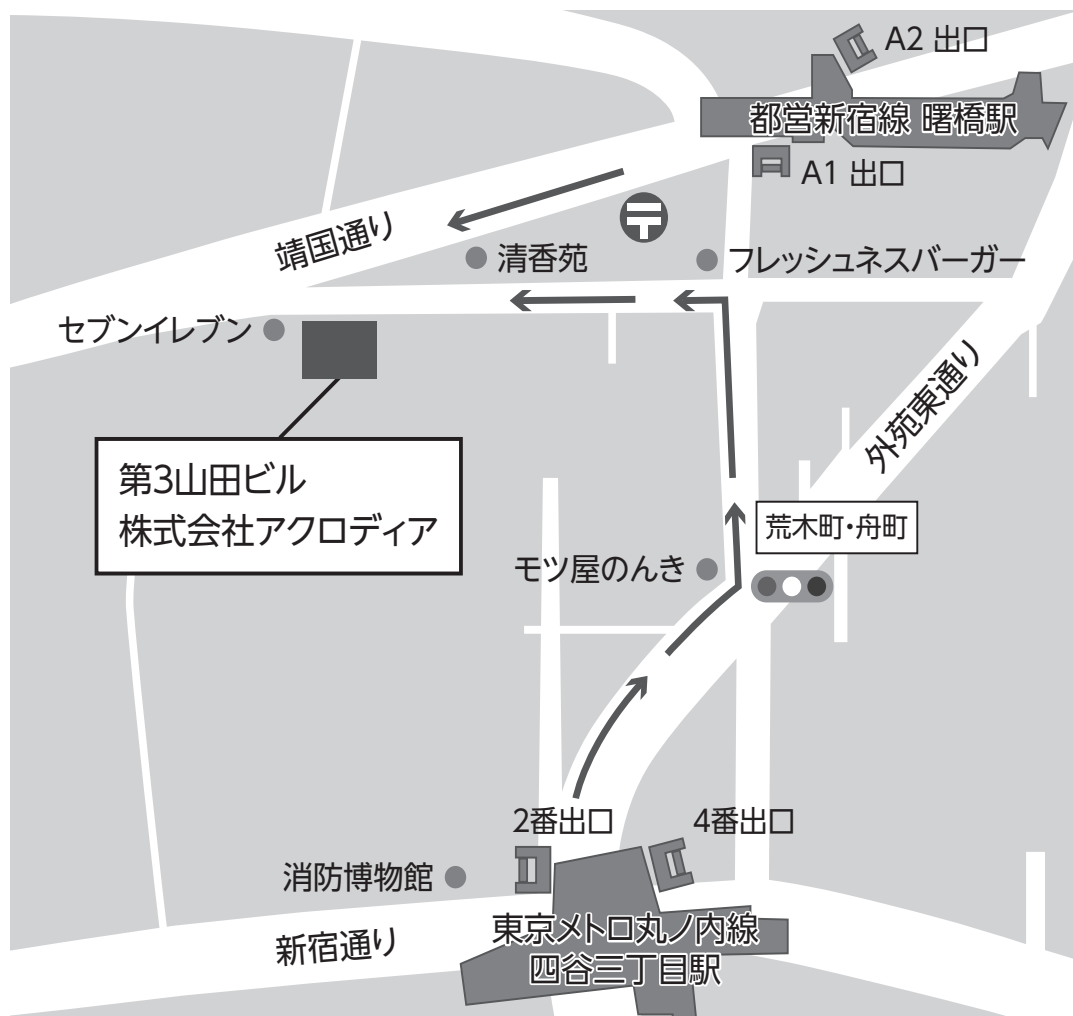 A2 出口
都営新宿線 曙橋駅
A1 出口
靖国通り
〒
清香苑
フレッシュネスバーガー
セブンイレブン
外苑東通り
第3山田ビル
株式会社アクロディア
荒木町・舟町
モツ屋のんき
2番出口
4番出口
消防博物館
東京メトロ丸ノ内線
四谷三丁目駅
新宿通り